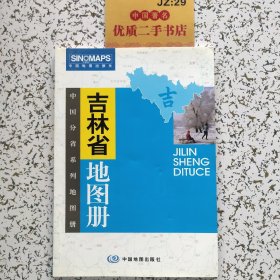 JZ:29
中国著名
优质二手书店
SINOMAPS
中国地图出版社
吉
中国分省系列地图册
吉林省
地图册
JILIN
SHENG
DITUCE
中国地图出版社